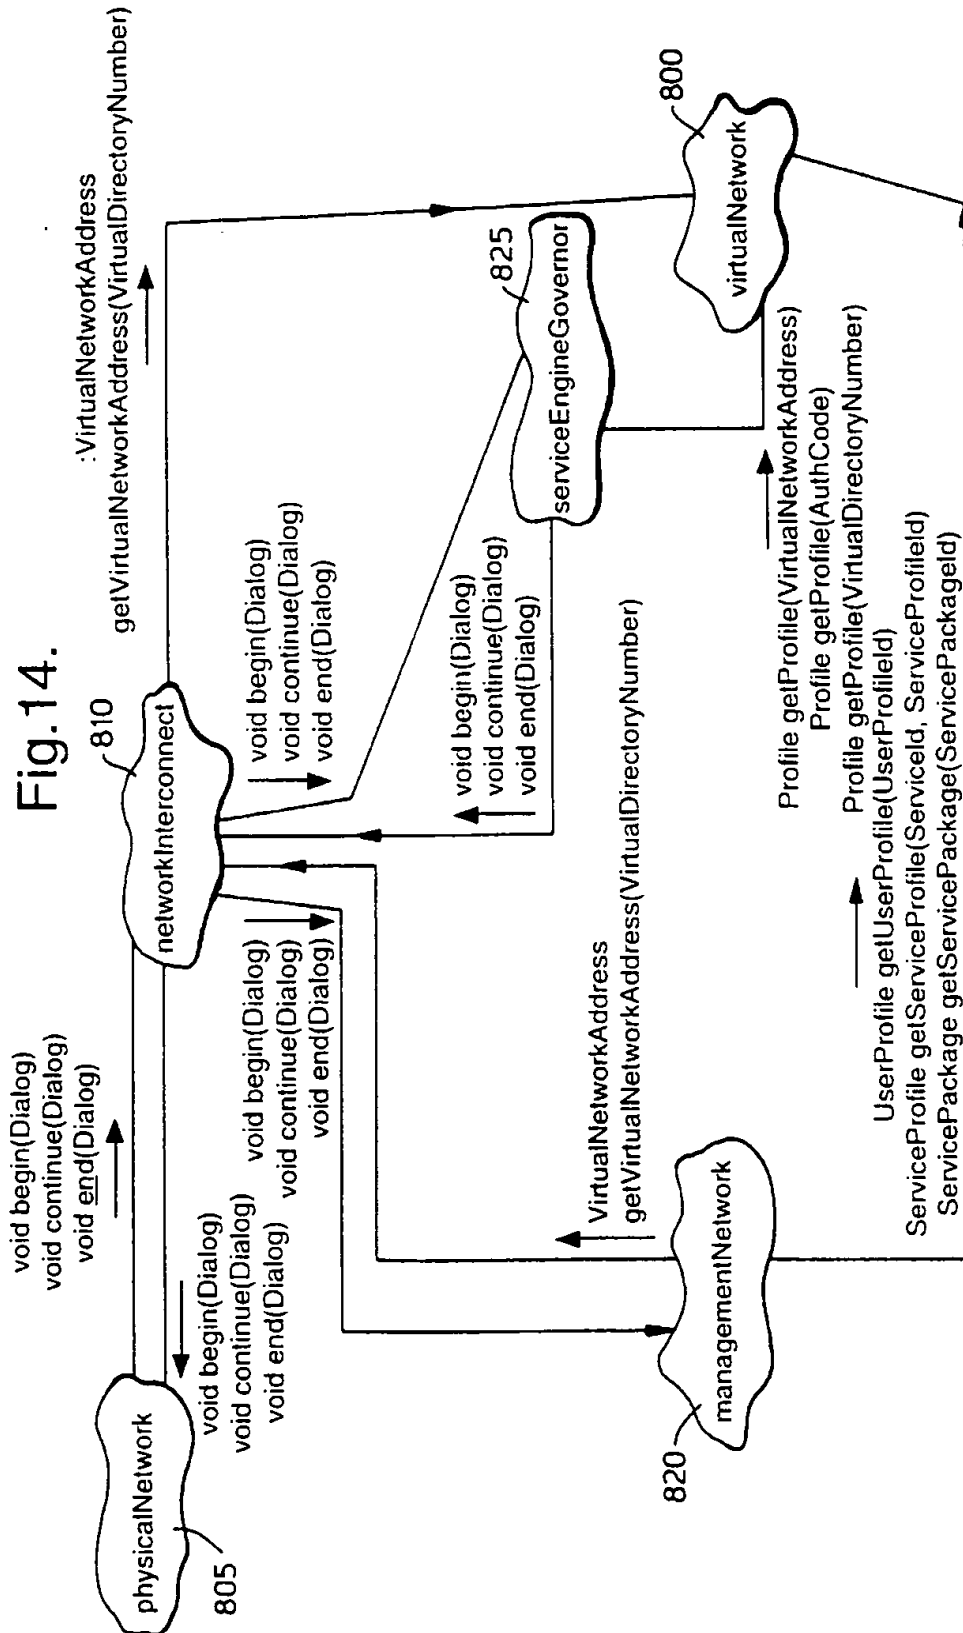 Fig.14.
void begin(Dialog)
void continue(Dialog)
void end(Dialog)
physicalNetwork
805
void begin(Dialog)
void continue(Dialog)
void end(Dialog)
810
networkInterconnect
:VirtualNetworkAddress
getVirtualNetworkAddress(VirtualDirectoryNumber)
void begin(Dialog)
void continue(Dialog)
void end(Dialog)
void begin(Dialog)
void continue(Dialog)
void end(Dialog)
void begin(Dialog)
void continue(Dialog)
void end(Dialog)
825
serviceEngineGovernor
800
virtualNetwork
VirtualNetworkAddress
getVirtualNetworkAddress(VirtualDirectoryNumber)
820
managementNetwork
Profile getProfile(VirtualNetworkAddress)
Profile getProfile(AuthCode)
Profile getProfile(VirtualDirectoryNumber)
UserProfile getUserProfile(UserProfileId)
ServiceProfile getServiceProfile(ServiceId, ServiceProfileId)
ServicePackage getServicePackage(ServicePackageId)